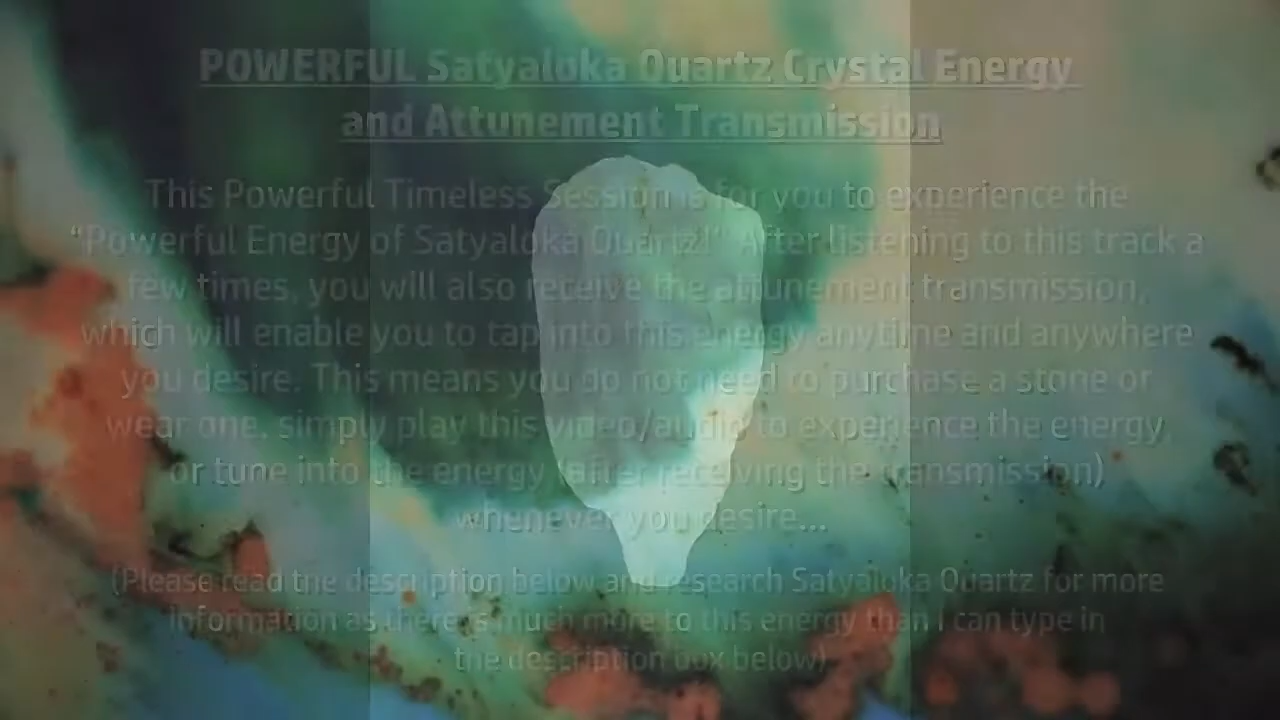 POWERFUL Satyaloka Quartz Crystal Energy
and Attunement Transmission
This Powerful Timeless Session is for you to experience the
“Powerful Energy of Satyaloka Quartz!” After listening to this track a
few times, you will also receive the attunement transmission,
which will enable you to tap into this energy anytime and anywhere
you desire. This means you do not need to purchase a stone or
wear one, simply play this video/audio to experience the energy
or tune into the energy (after receiving the transmission)
whenever you desire...
(Please read the description below and research Satyaloka Quartz for more
information as there is much more to this energy than I can type in
the description box below)